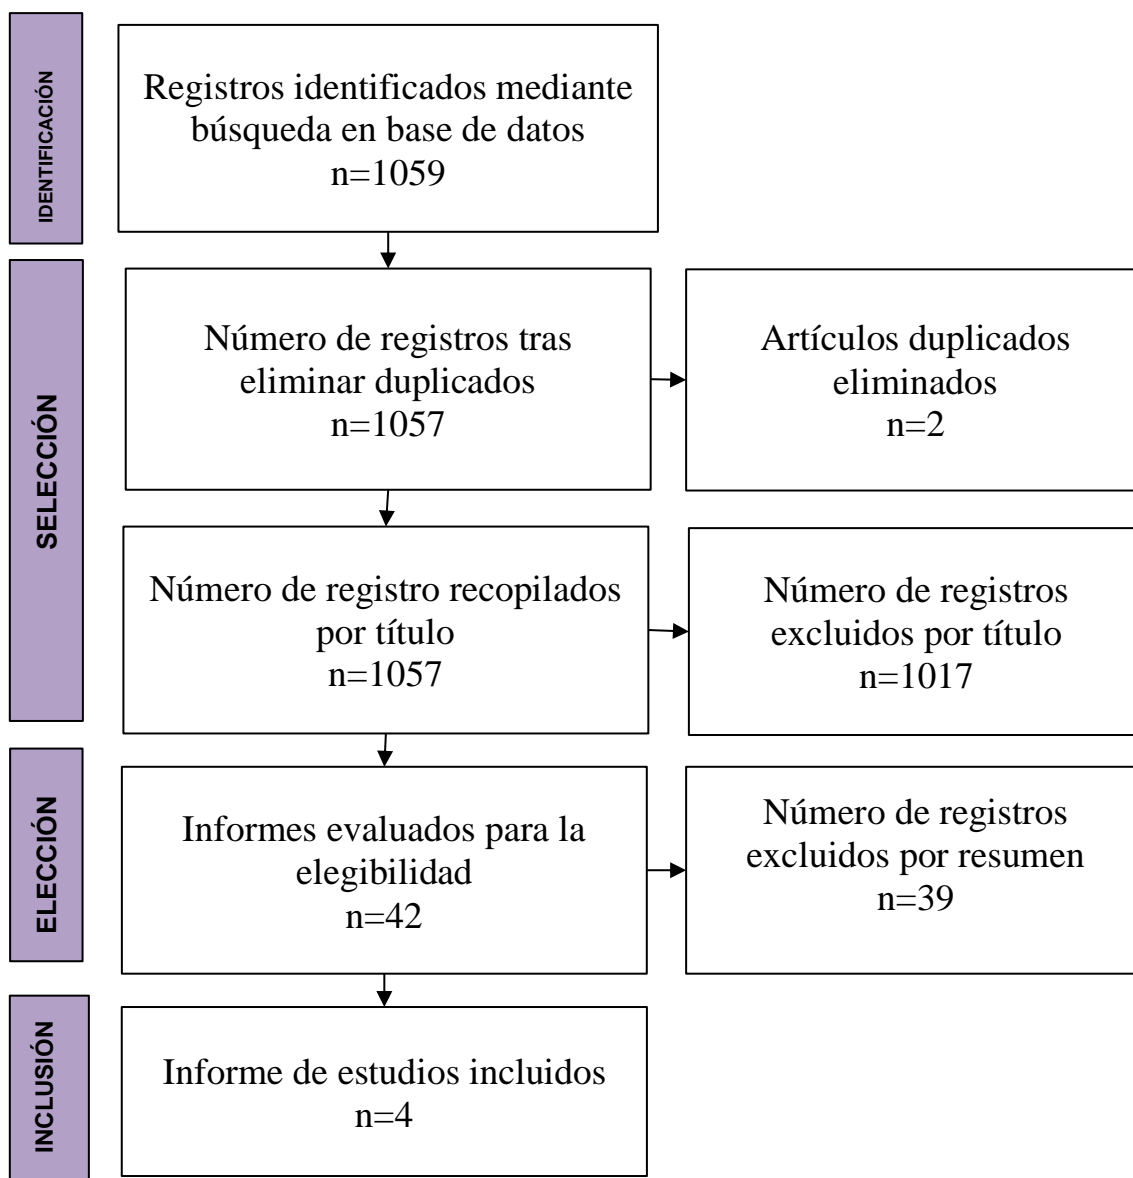 IDENTIFICACIÓN
Registros identificados mediante
búsqueda en base de datos
n=1059
SELECCIÓN
Número de registros tras
eliminar duplicados
n=1057
Artículos duplicados
eliminados
n=2
Número de registro recopilados
por título
n=1057
Número de registros
excluidos por título
n=1017
ELECCIÓN
Informes evaluados para la
elegibilidad
n=42
Número de registros
excluidos por resumen
n=39
INCLUSIÓN
Informe de estudios incluidos
n=4